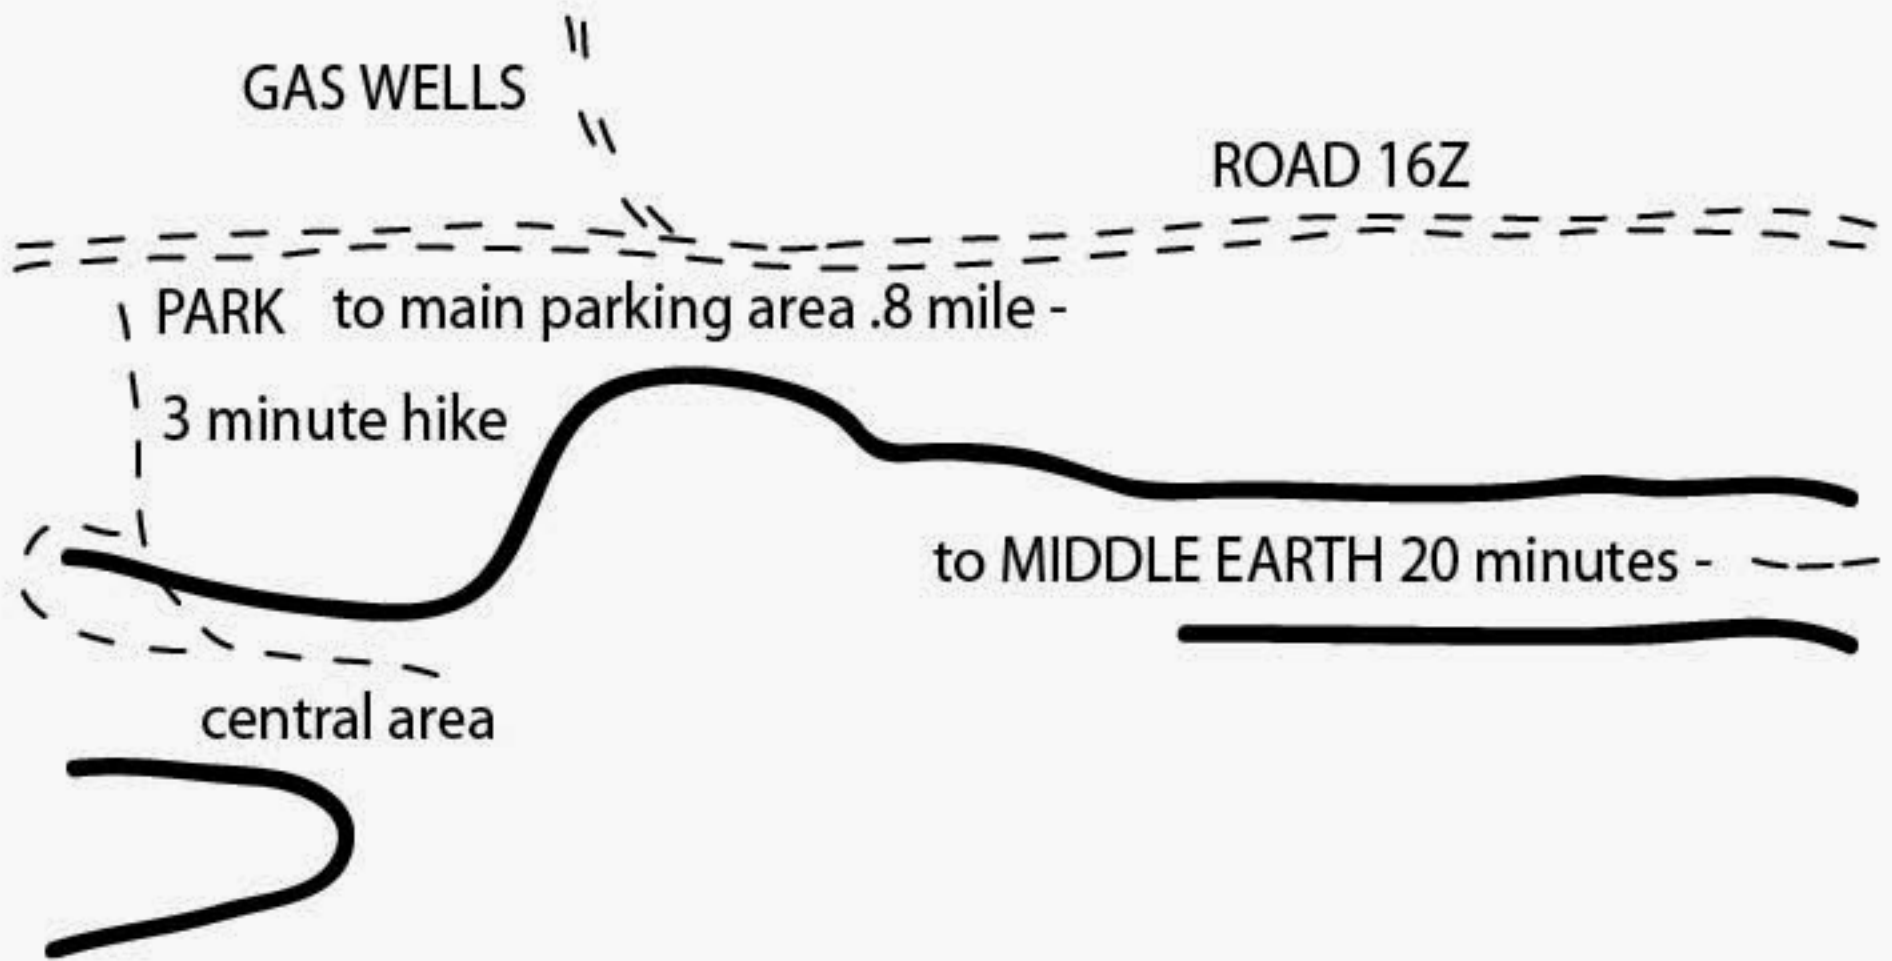 GAS WELLS
ROAD 16Z
PARK to main parking area .8 mile -
3 minute hike
to MIDDLE EARTH 20 minutes -
central area